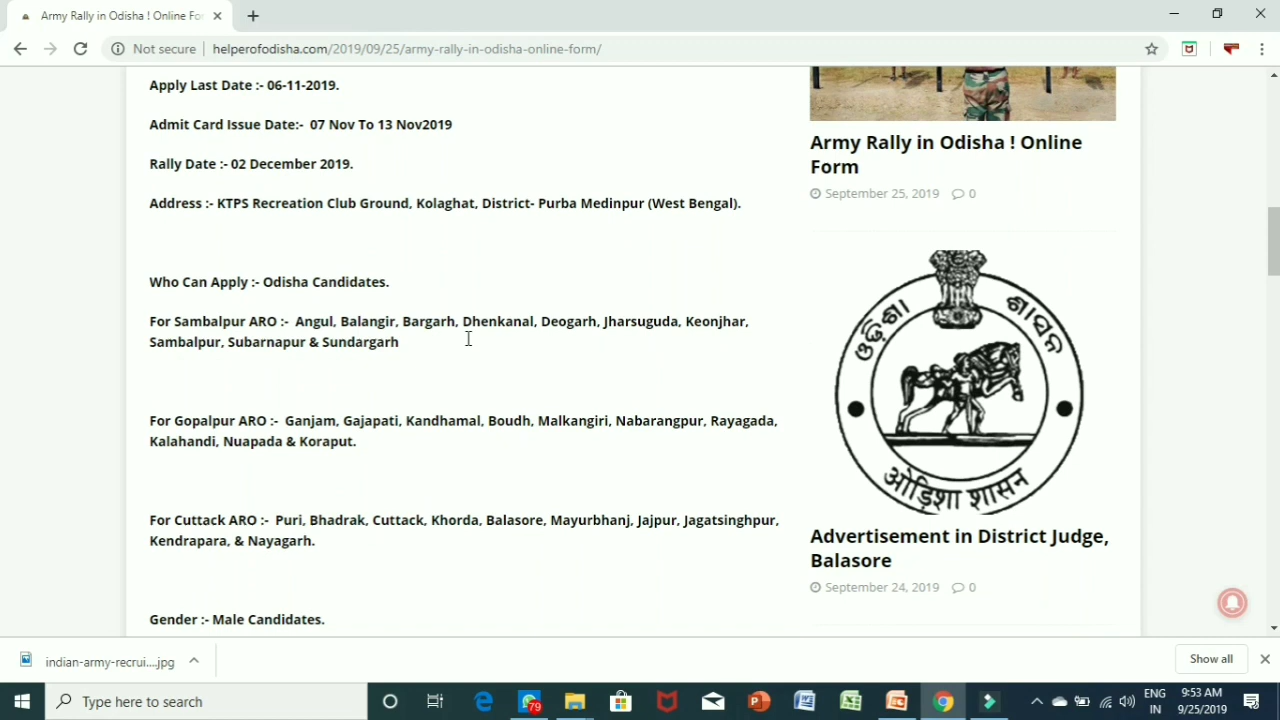 Army Rally in Odisha ! Online Fo
Not secure
helperofodisha.com/2019/09/25/army-rally-in-odisha-online-form/
Apply Last Date :- 06-11-2019.
Admit Card Issue Date:- 07 Nov To 13 Nov2019
Rally Date :- 02 December 2019.
Address :- KTPS Recreation Club Ground, Kolaghat, District- Purba Medinpur (West Bengal).
Who Can Apply :- Odisha Candidates.
For Sambalpur ARO :- Angul, Balangir, Bargarh, Dhenkanal, Deogarh, Jharsuguda, Keonjhar,
Sambalpur, Subarnapur & Sundargarh
For Gopalpur ARO :- Ganjam, Gajapati, Kandhamal, Boudh, Malkangiri, Nabarangpur, Rayagada,
Kalahandi, Nuapada & Koraput.
For Cuttack ARO :- Puri, Bhadrak, Cuttack, Khorda, Balasore, Mayurbhanj, Jajpur, Jagatsinghpur,
Kendrapara, & Nayagarh.
Gender :- Male Candidates.
Army Rally in Odisha ! Online
Form
September 25, 2019 0
ଓଡ଼ିଶା ଶାସନ
ओड़िशा शासन
Advertisement in District Judge,
Balasore
September 24, 2019 0
indian-army-recrui....jpg
Show all
Type here to search
79
ENG
IN
9:53 AM
9/25/2019